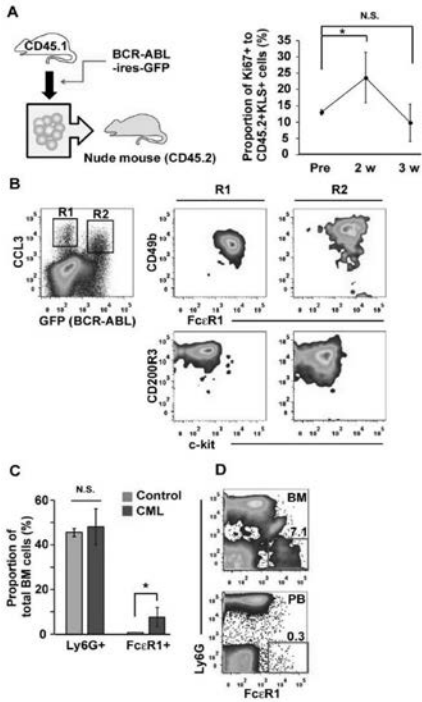 A
CD45.1
BCR-ABL
-ires-GFP
Nude mouse (CD45.2)
Proportion of Ki67+ to
CD45.2+KLS+ cells (%)
N.S.
*
40
35
30
25
20
15
10
5
0
Pre 2 w 3 w
B
R1 R2
R1 R2
CCL3
GFP (BCR-ABL)
CD49b
FcεR1
CD200R3
c-kit
C
N.S.
Control
CML
*
Proportion of
total BM cells (%)
60
40
20
0
Ly6G+ FcεR1+
D
BM
7.1
PB
0.3
Ly6G
FcεR1